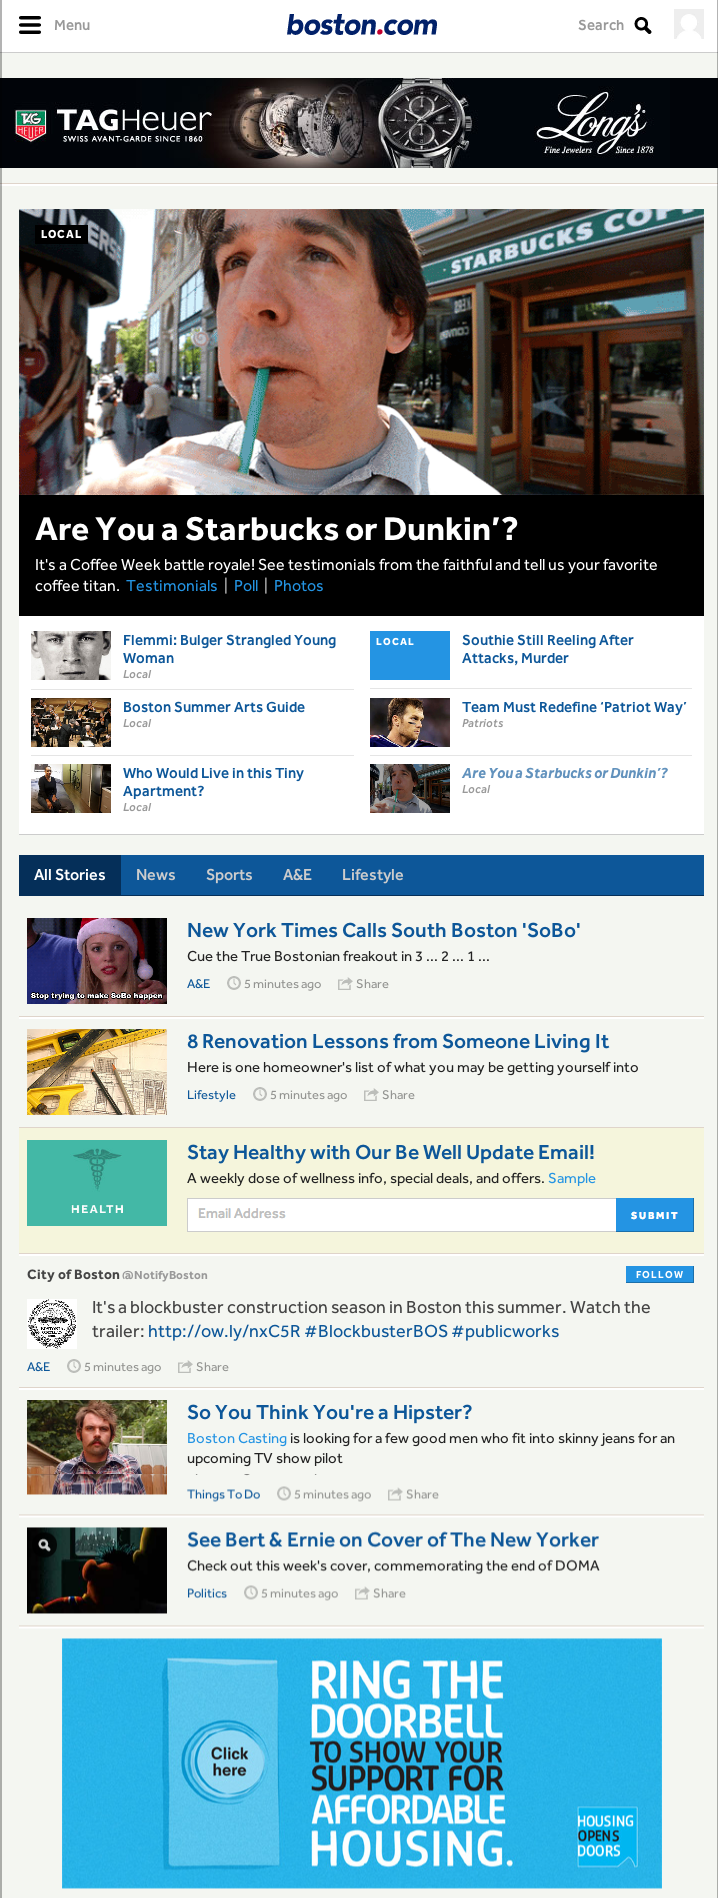 Menu
boston.com
Search
TAG
HEUER
TAGHeuer
SWISS AVANT-GARDE SINCE 1860
Long's
Fine Jewelers Since 1878
LOCAL
STARBUCKS COFF
Are You a Starbucks or Dunkin'?
It's a Coffee Week battle royale! See testimonials from the faithful and tell us your favorite
coffee titan. Testimonials | Poll | Photos
Flemmi: Bulger Strangled Young
Woman
Local
LOCAL
Southie Still Reeling After
Attacks, Murder
Boston Summer Arts Guide
Local
Team Must Redefine 'Patriot Way'
Patriots
Who Would Live in this Tiny
Apartment?
Local
Are You a Starbucks or Dunkin'?
Local
All Stories News Sports A&E Lifestyle
New York Times Calls South Boston 'SoBo'
Cue the True Bostonian freakout in 3 ... 2 ... 1 ...
Stop trying to make SoBo happen
A&E 5 minutes ago Share
8 Renovation Lessons from Someone Living It
Here is one homeowner's list of what you may be getting yourself into
Lifestyle 5 minutes ago Share
HEALTH
Stay Healthy with Our Be Well Update Email!
A weekly dose of wellness info, special deals, and offers. Sample
Email Address
SUBMIT
City of Boston @NotifyBoston
FOLLOW
It's a blockbuster construction season in Boston this summer. Watch the
trailer: http://ow.ly/nxC5R #BlockbusterBOS #publicworks
A&E 5 minutes ago Share
So You Think You're a Hipster?
Boston Casting is looking for a few good men who fit into skinny jeans for an
upcoming TV show pilot
Things To Do 5 minutes ago Share
See Bert & Ernie on Cover of The New Yorker
Check out this week's cover, commemorating the end of DOMA
Politics 5 minutes ago Share
Click
here
RING THE
DOORBELL
TO SHOW YOUR
SUPPORT FOR
AFFORDABLE
HOUSING.
HOUSING
OPENS
DOORS